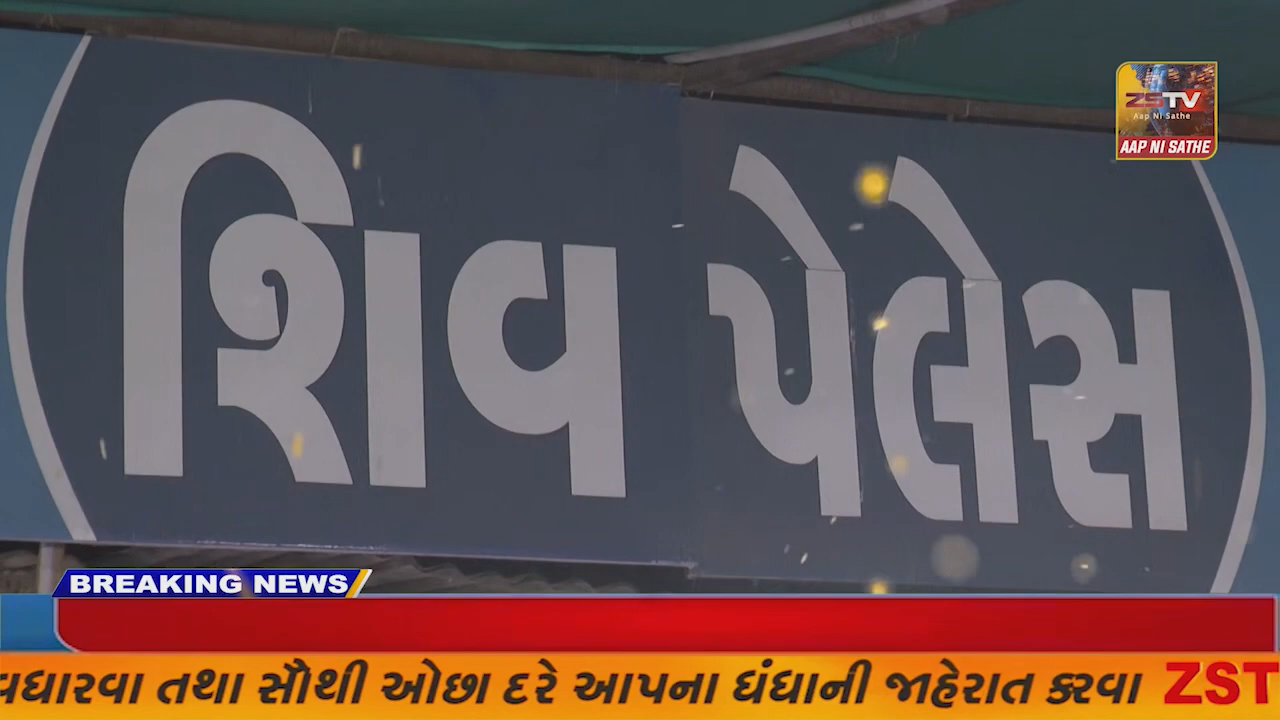 ZSTV
Aap Ni Sathe
AAP NI SATHE
શિવ પેલેસ
BREAKING NEWS
વધારવા તથા સૌથી ઓછા દરે આપના ધંધાની જાહેરાત કરવા ZST